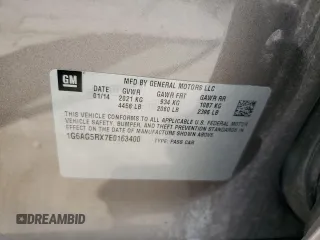 GM
MFD BY GENERAL MOTORS LLC
DATE GVWR GAWR FRT GAWR RR
01/14 2021 KG 934 KG 1087 KG
4456 LB 2060 LB 2396 LB
THIS VEHICLE CONFORMS TO ALL APPLICABLE U.S. FEDERAL MOTOR
VEHICLE SAFETY, BUMPER, AND THEFT PREVENTION STANDARDS
IN EFFECT ON THE DATE OF MANUFACTURE SHOWN ABOVE.
1G6AG5RX7E0163400 TYPE: PASS CAR
DREAMBID